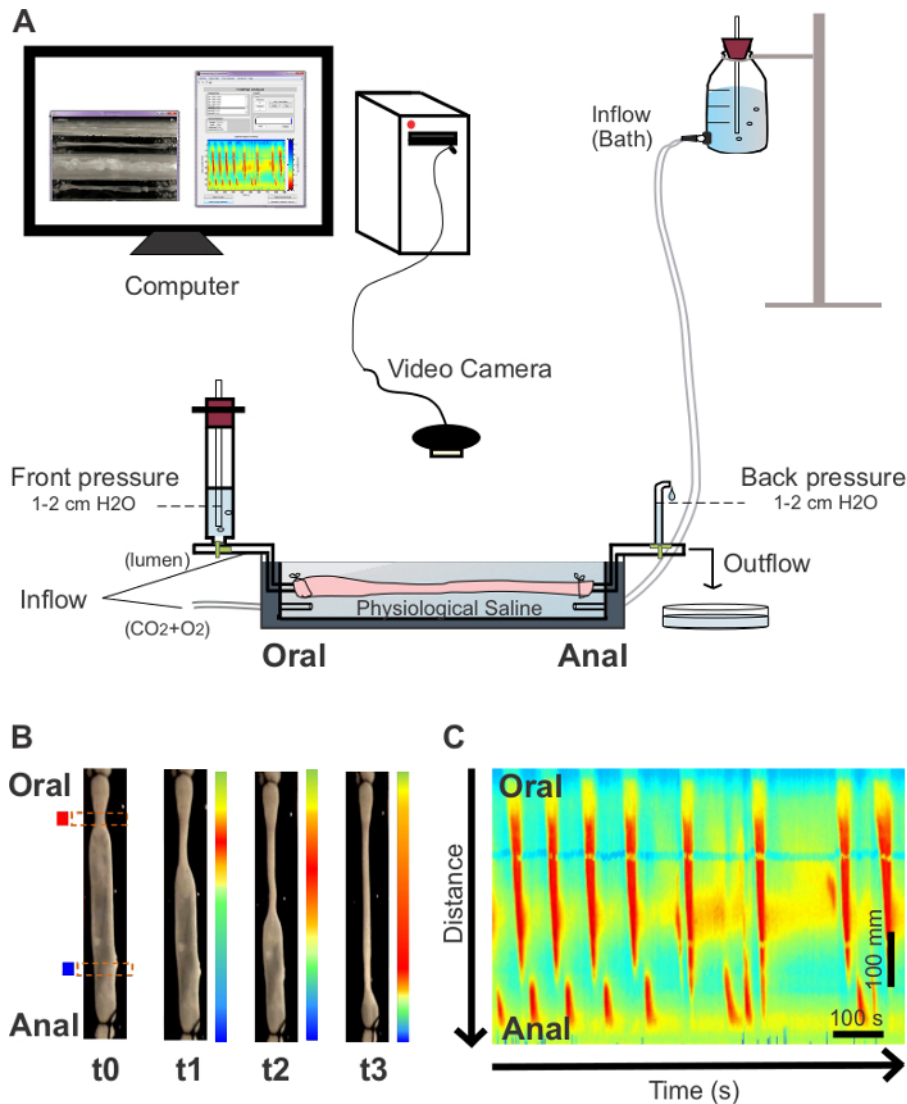 A
Inflow
(Bath)
Computer
Video Camera
Front pressure
1-2 cm H2O
Back pressure
1-2 cm H2O
(lumen)
Inflow
(CO2+O2)
Outflow
Physiological Saline
Oral
Anal
B
Oral
Anal
t0
t1
t2
t3
C
Oral
Distance
100 mm
Anal
100 s
Time (s)